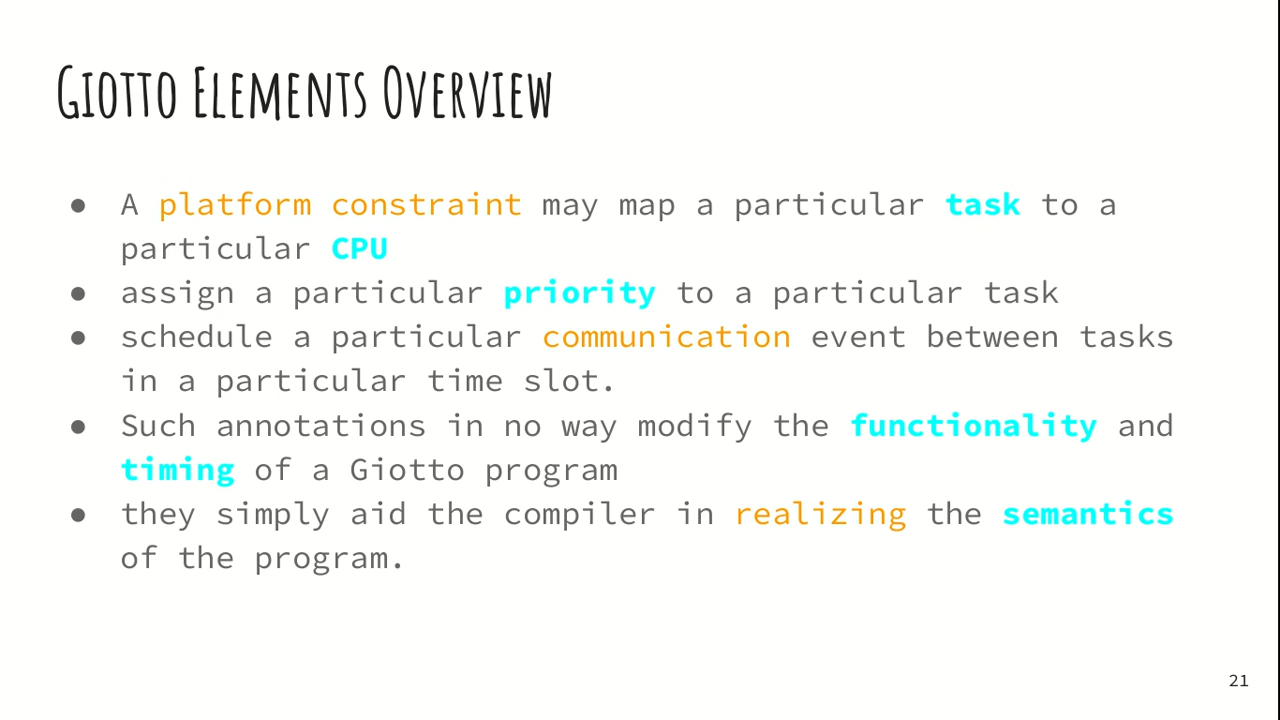 Giotto Elements Overview
● A platform constraint may map a particular task to a
particular CPU
● assign a particular priority to a particular task
● schedule a particular communication event between tasks
in a particular time slot.
● Such annotations in no way modify the functionality and
timing of a Giotto program
● they simply aid the compiler in realizing the semantics
of the program.
21